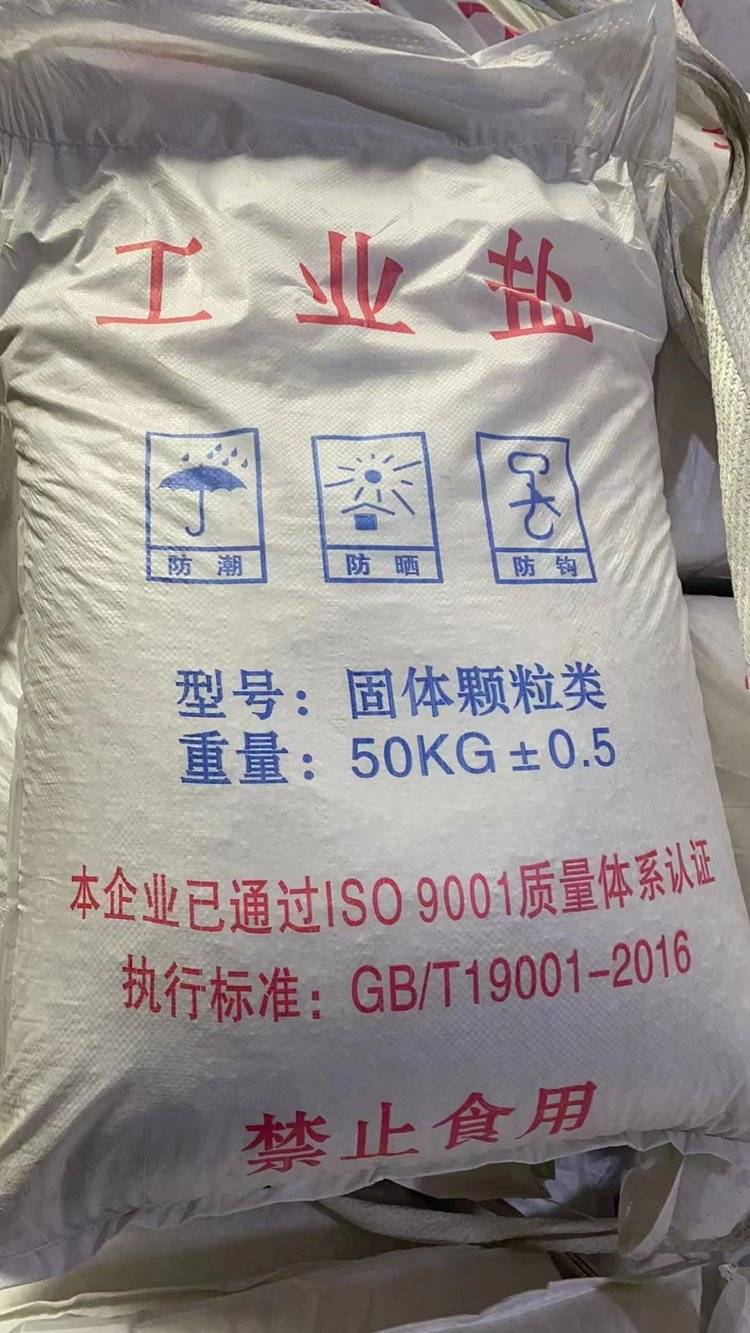 工业盐
防潮 防晒 防钩
型号：固体颗粒类
重量：50KG±0.5
本企业已通过ISO 9001质量体系认证
执行标准：GB/T19001-2016
禁止食用